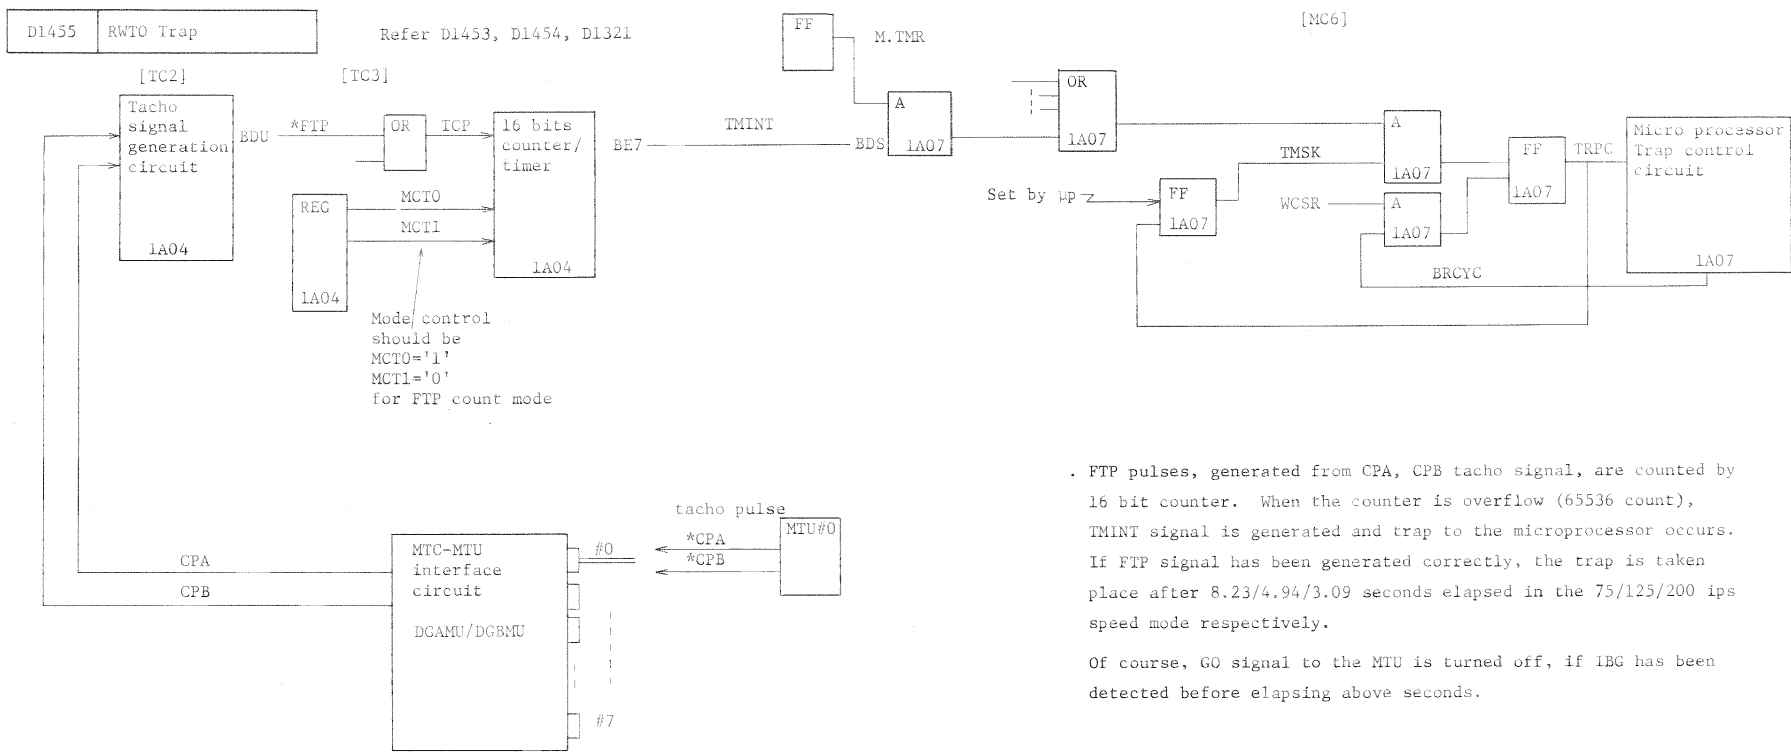 D1455 RWTO Trap
Refer D1453, D1454, D1321
[MC6]
[TC2]
[TC3]
FF
M.TMR
Tacho
signal
generation
circuit
1A04
BDU
*FTP
OR
TCP
16 bits
counter/
timer
1A04
REG
1A04
MCT0
MCT1
Mode control
should be
MCT0='1'
MCT1='0'
for FTP count mode
BE7
TMINT
BDS
A
1A07
OR
1A07
Set by μp
FF
1A07
TMSK
A
1A07
WCSR
A
1A07
FF
1A07
TRPC
Micro processor
Trap control
circuit
1A07
BRCYC
CPA
CPB
MTC-MTU
interface
circuit
DGAMU/DGBMU
#0
#7
tacho pulse
*CPA
*CPB
MTU#0
. FTP pulses, generated from CPA, CPB tacho signal, are counted by
16 bit counter. When the counter is overflow (65536 count),
TMINT signal is generated and trap to the microprocessor occurs.
If FTP signal has been generated correctly, the trap is taken
place after 8.23/4.94/3.09 seconds elapsed in the 75/125/200 ips
speed mode respectively.
Of course, GO signal to the MTU is turned off, if IBG has been
detected before elapsing above seconds.